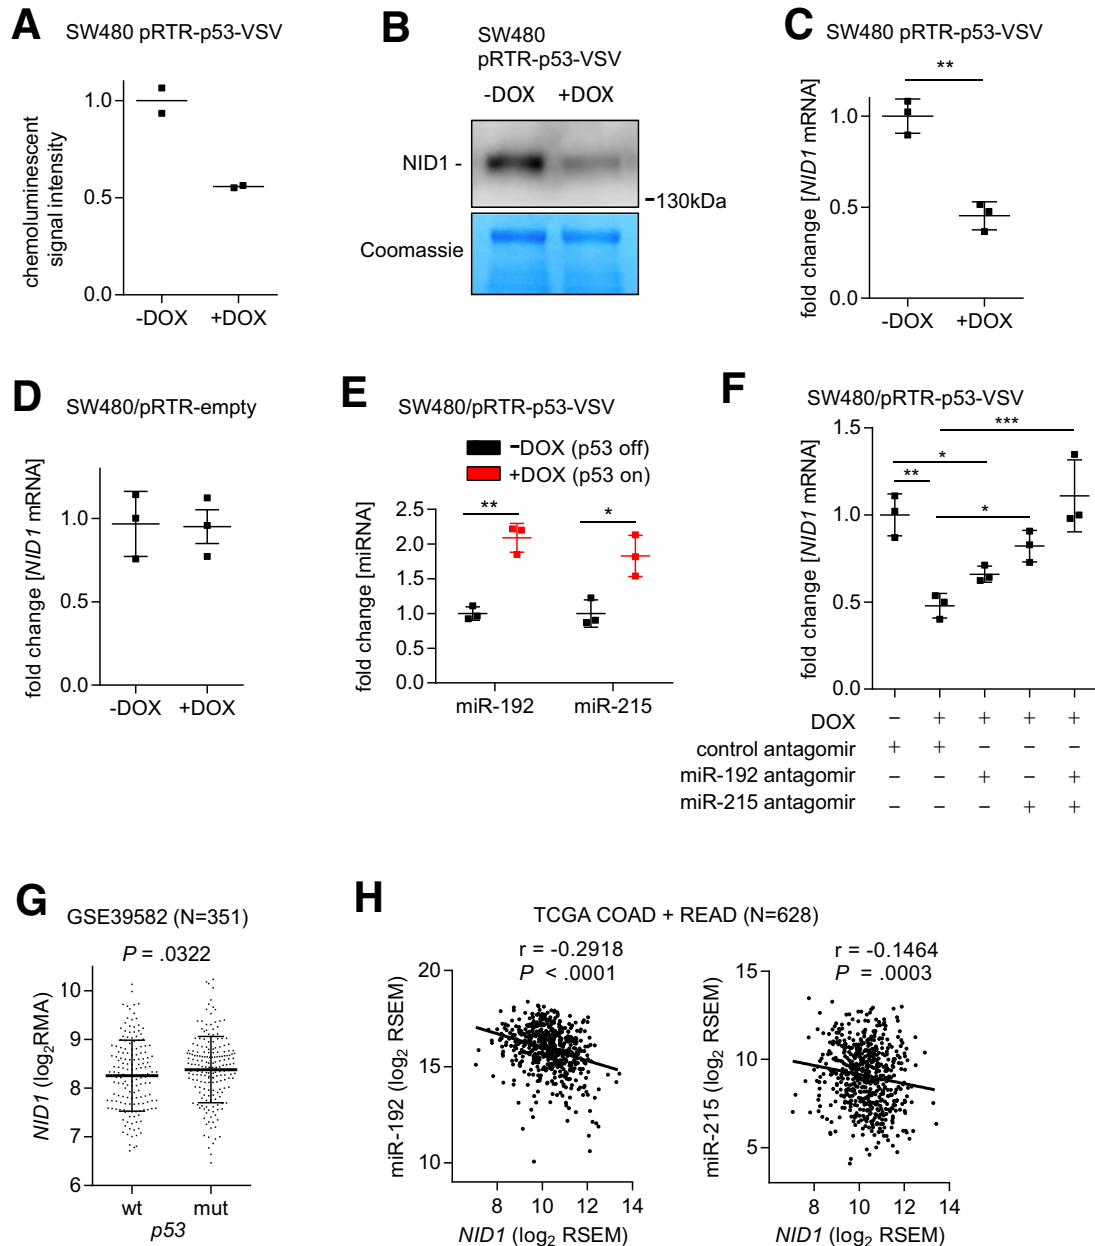 A
SW480 pRTR-p53-VSV
chemoluminescent
signal intensity
1.0
0.5
0.0
-DOX +DOX
B
SW480
pRTR-p53-VSV
-DOX +DOX
NID1 -
-130kDa
Coomassie
C
SW480 pRTR-p53-VSV
**
fold change [NID1 mRNA]
1.0
0.5
0.0
-DOX +DOX
D
SW480/pRTR-empty
fold change [NID1 mRNA]
1.0
0.5
0.0
-DOX +DOX
E
SW480/pRTR-p53-VSV
-DOX (p53 off)
+DOX (p53 on)
fold change [miRNA]
2.5
2.0
1.5
1.0
0.5
0.0
** *
miR-192 miR-215
F
SW480/pRTR-p53-VSV
fold change [NID1 mRNA]
1.5
1.0
0.5
0.0
***
*
**
*
DOX − + + + +
control antagomir + + − − −
miR-192 antagomir − − + − +
miR-215 antagomir − − − + +
G
GSE39582 (N=351)
P = .0322
NID1 (log2RMA)
10
9
8
7
6
wt mut
p53
H
TCGA COAD + READ (N=628)
r = -0.2918
P < .0001
miR-192 (log2 RSEM)
20
15
10
8 10 12 14
NID1 (log2 RSEM)
r = -0.1464
P = .0003
miR-215 (log2 RSEM)
15
10
5
8 10 12 14
NID1 (log2 RSEM)